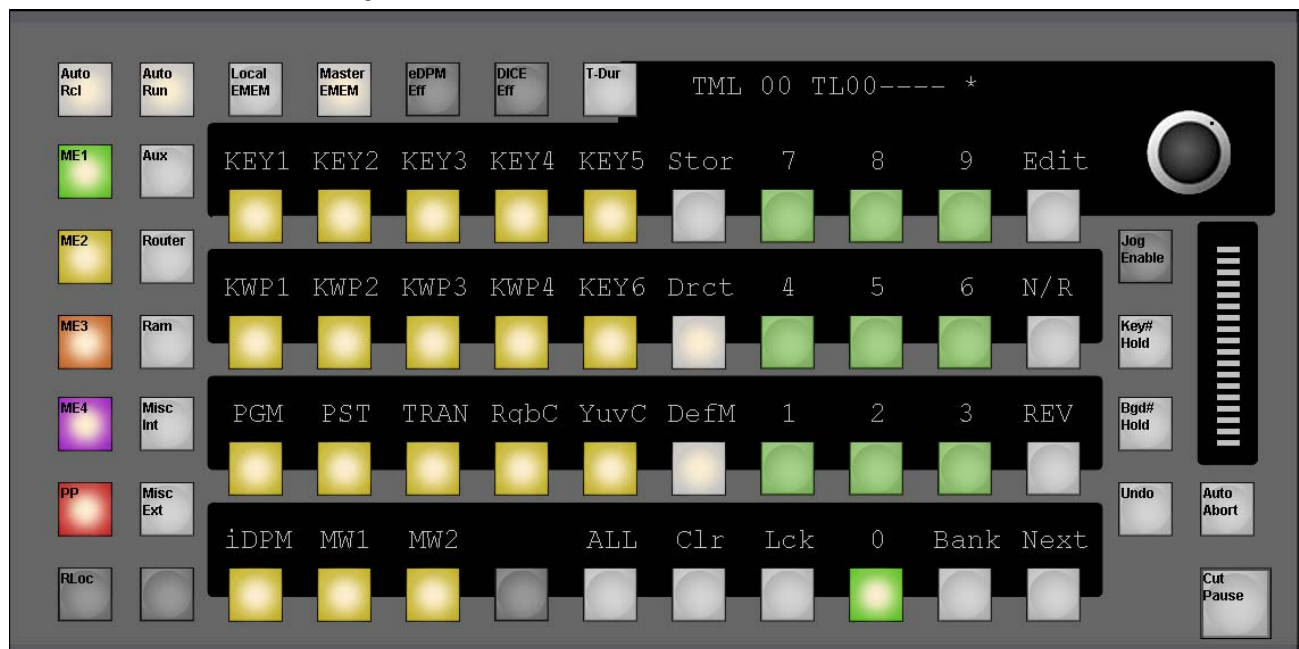 Auto Rcl Auto Run Local EMEM Master EMEM eDPM Eff DICE Eff T-Dur TML 00 TL00---- *
ME1 Aux KEY1 KEY2 KEY3 KEY4 KEY5 Stor 7 8 9 Edit
ME2 Router KWP1 KWP2 KWP3 KWP4 KEY6 Drct 4 5 6 N/R Jog Enable
ME3 Ram Key# Hold
ME4 Misc Int PGM PST TRAN RqbC YuvC DefM 1 2 3 REV Bgd# Hold
PP Misc Ext iDPM MW1 MW2 ALL Clr Lck 0 Bank Next Undo Auto Abort
RLoc Cut Pause